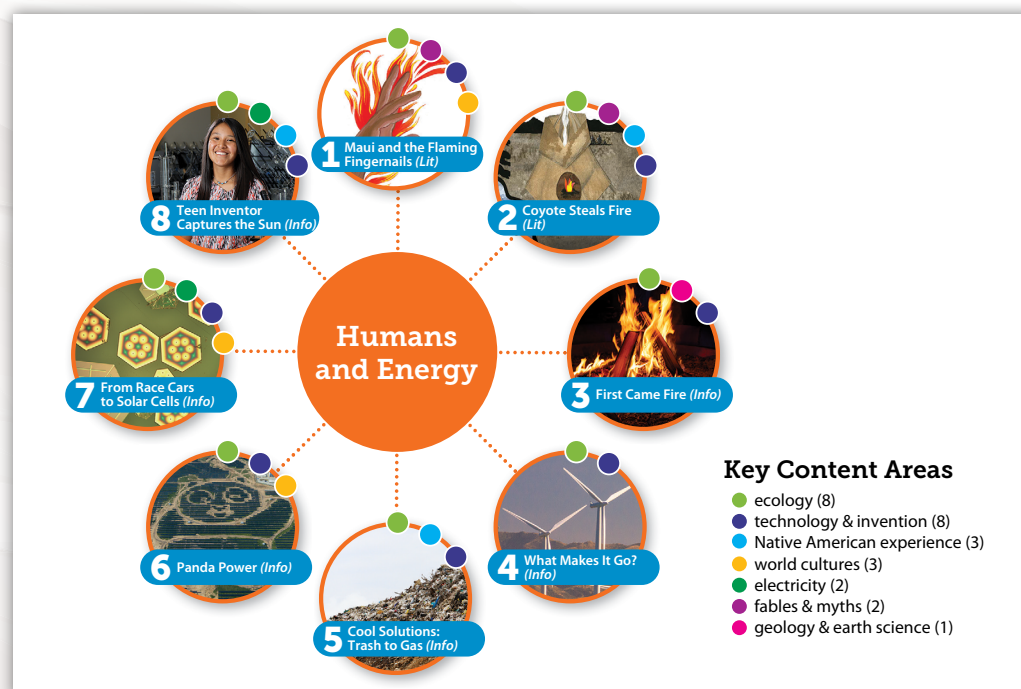 1 Maui and the Flaming
Fingernails (Lit)
2 Coyote Steals Fire
(Lit)
3 First Came Fire (Info)
4 What Makes It Go?
(Info)
5 Cool Solutions:
Trash to Gas (Info)
6 Panda Power (Info)
7 From Race Cars
to Solar Cells (Info)
8 Teen Inventor
Captures the Sun (Info)
Humans
and Energy
Key Content Areas
ecology (8)
technology & invention (8)
Native American experience (3)
world cultures (3)
electricity (2)
fables & myths (2)
geology & earth science (1)